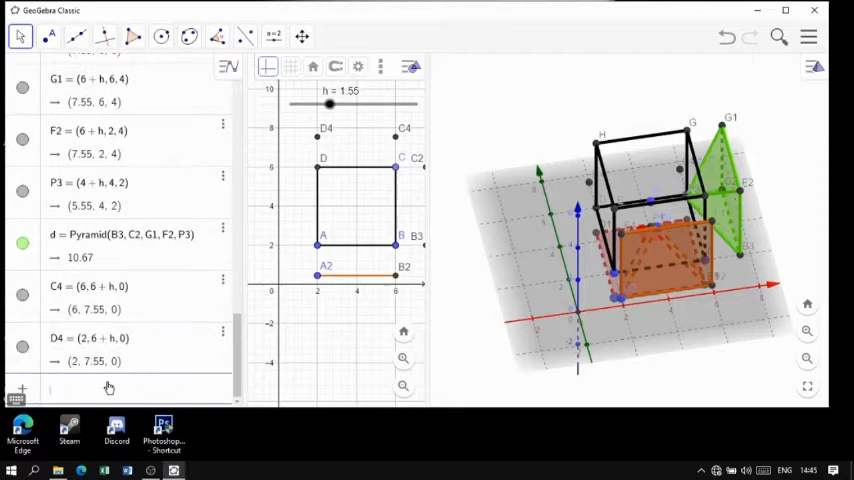 GeoGebra Classic
G1 = (6 + h, 6, 4)
→ (7.55, 6, 4)
F2 = (6 + h, 2, 4)
→ (7.55, 2, 4)
P3 = (4 + h, 4, 2)
→ (5.55, 4, 2)
d = Pyramid(B3, C2, G1, F2, P3)
→ 10.67
C4 = (6, 6 + h, 0)
→ (6, 7.55, 0)
D4 = (2, 6 + h, 0)
→ (2, 7.55, 0)
a=2
h = 1.55
10
8
6
4
2
0
-2
-4
0
2
4
6
D4
C4
D
C
C2
A
B
B3
A2
B2
H
G
G1
F2
B3
Microsoft
Edge
Steam
Discord
Photoshop...
- Shortcut
ENG
14:45